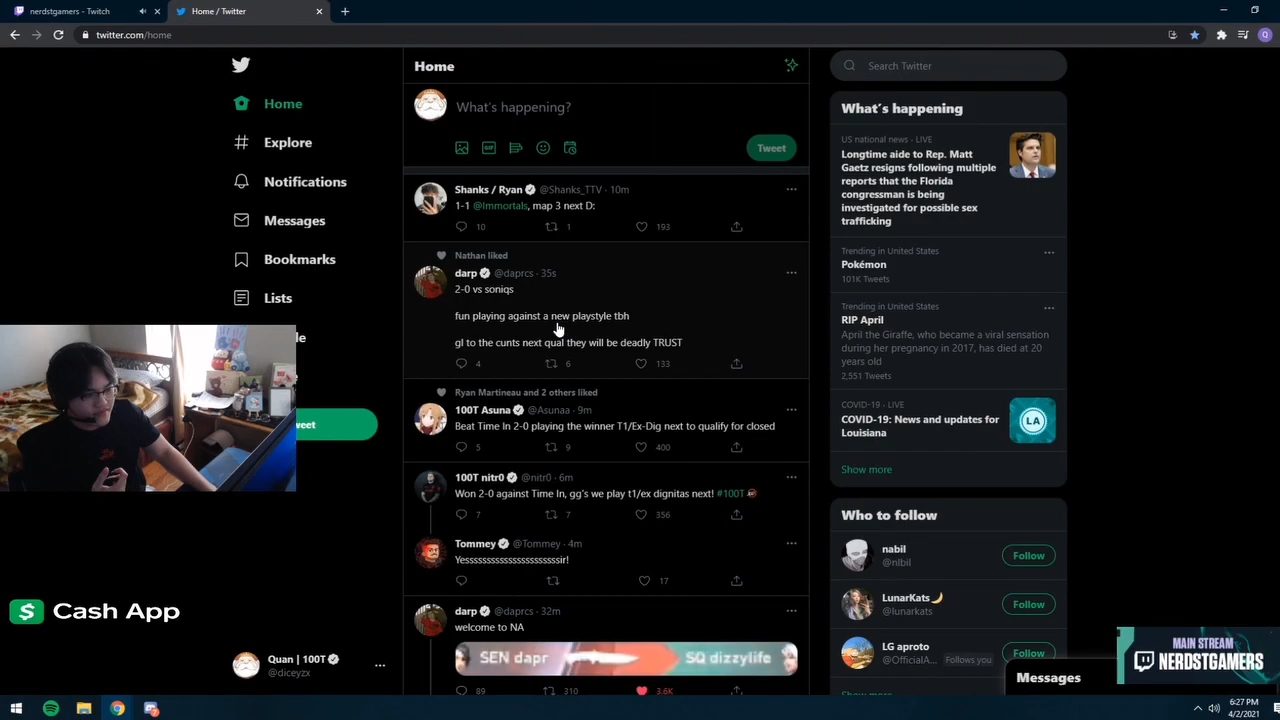 nerdstgamers - Twitch
Home / Twitter
twitter.com/home
Home
Explore
Notifications
Messages
Bookmarks
Lists
Home
What's happening?
GIF
Tweet
Shanks / Ryan @Shanks_TTV · 10m
1-1 @Immortals, map 3 next D:
10 1 193
Nathan liked
darp @daprcs · 35s
2-0 vs soniqs
fun playing against a new playstyle tbh
gl to the cunts next qual they will be deadly TRUST
4 6 133
Ryan Martineau and 2 others liked
100T Asuna @Asunaa · 9m
Beat Time In 2-0 playing the winner T1/Ex-Dig next to qualify for closed
5 9 400
100T nitr0 @nitr0 · 6m
Won 2-0 against Time In, gg's we play t1/ex dignitas next! #100T
7 7 356
Tommey @Tommey · 4m
Yesssssssssssssssssssssssir!
17
darp @daprcs · 32m
welcome to NA
SEN dapr SQ dizzylife
89 310 3.6K
Search Twitter
What's happening
US national news · LIVE
Longtime aide to Rep. Matt
Gaetz resigns following multiple
reports that the Florida
congressman is being
investigated for possible sex
trafficking
Trending in United States
Pokémon
101K Tweets
Trending in United States
RIP April
April the Giraffe, who became a viral sensation
during her pregnancy in 2017, has died at 20
years old
2,551 Tweets
COVID-19 · LIVE
COVID-19: News and updates for
Louisiana
LA
Show more
Who to follow
nabil
@nlbil
Follow
LunarKats🌙
@lunarkats
Follow
LG aproto
@OfficialA... Follows you
Follow
Messages
MAIN STREAM
NERDSTGAMERS
Cash App
Quan | 100T
@diceyzx
6:27 PM
4/2/2021